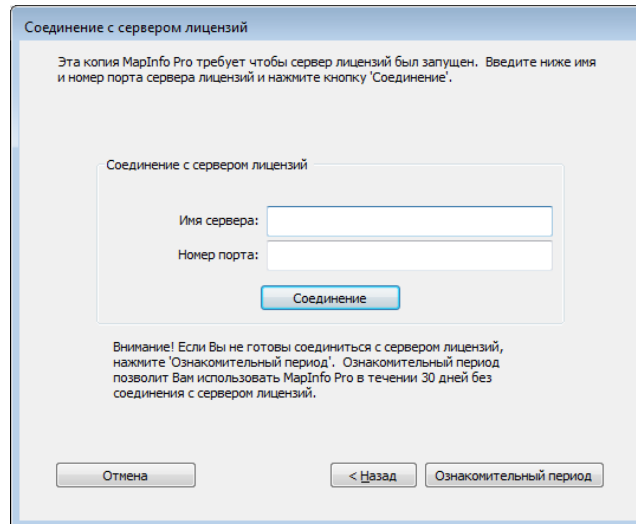 Соединение с сервером лицензий
Эта копия MapInfo Pro требует чтобы сервер лицензий был запущен. Введите ниже имя
и номер порта сервера лицензий и нажмите кнопку 'Соединение'.
Соединение с сервером лицензий
Имя сервера:
Номер порта:
Соединение
Внимание! Если Вы не готовы соединиться с сервером лицензий,
нажмите 'Ознакомительный период'. Ознакомительный период
позволит Вам использовать MapInfo Pro в течении 30 дней без
соединения с сервером лицензий.
Отмена
< Назад
Ознакомительный период